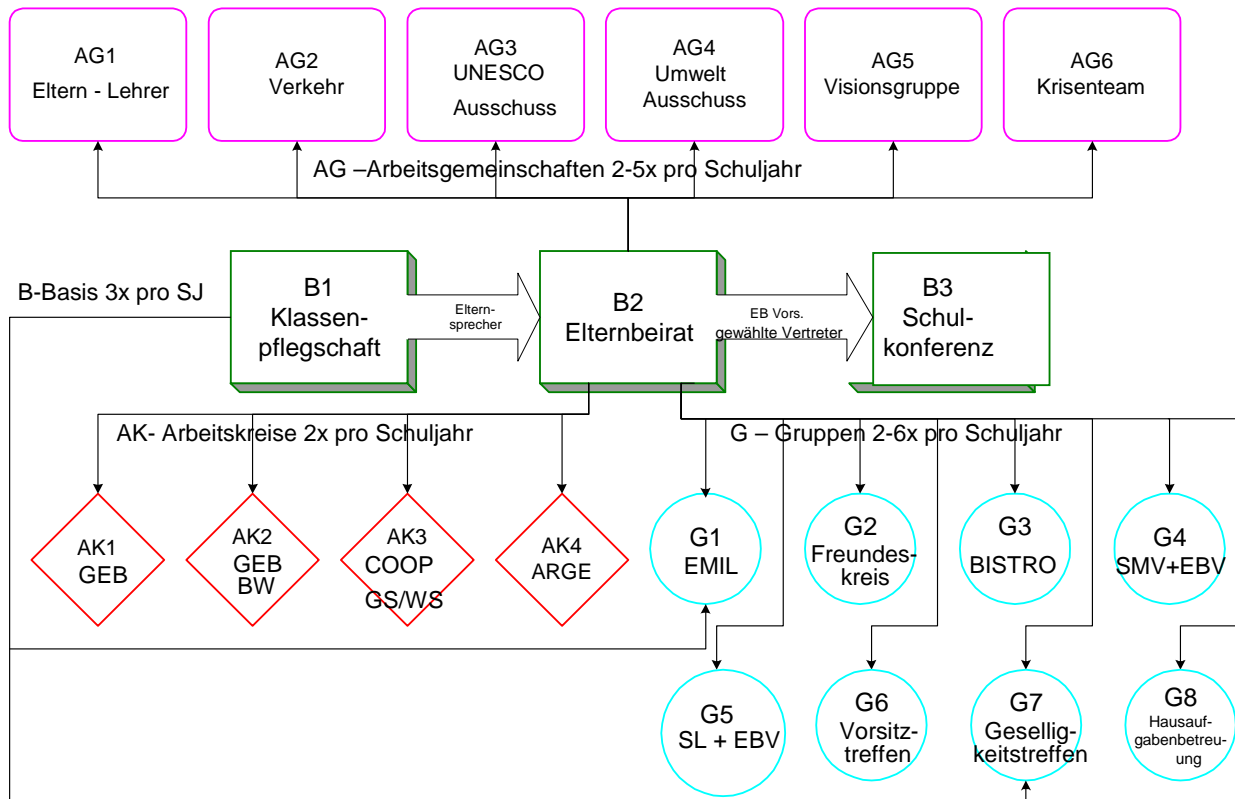 AG1
Eltern - Lehrer
AG2
Verkehr
AG3
UNESCO
Ausschuss
AG4
Umwelt
Ausschuss
AG5
Visionsgruppe
AG6
Krisenteam
AG –Arbeitsgemeinschaften 2-5x pro Schuljahr
B-Basis 3x pro SJ
B1
Klassen-
pflegschaft
Eltern-
sprecher
B2
Elternbeirat
EB Vors.
gewählte Vertreter
B3
Schul-
konferenz
AK- Arbeitskreise 2x pro Schuljahr
G – Gruppen 2-6x pro Schuljahr
AK1
GEB
AK2
GEB
BW
AK3
COOP
GS/WS
AK4
ARGE
G1
EMIL
G2
Freundes-
kreis
G3
BISTRO
G4
SMV+EBV
G5
SL + EBV
G6
Vorsitz-
treffen
G7
Gesellig-
keitstreffen
G8
Hausauf-
gabenbetreu-
ung